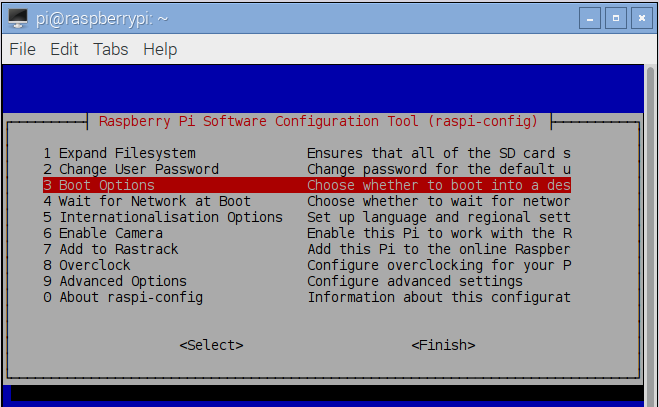 pi@raspberrypi: ~
File Edit Tabs Help
Raspberry Pi Software Configuration Tool (raspi-config)
1 Expand Filesystem Ensures that all of the SD card s
2 Change User Password Change password for the default u
3 Boot Options Choose whether to boot into a des
4 Wait for Network at Boot Choose whether to wait for networ
5 Internationalisation Options Set up language and regional sett
6 Enable Camera Enable this Pi to work with the R
7 Add to Rastrack Add this Pi to the online Raspber
8 Overclock Configure overclocking for your P
9 Advanced Options Configure advanced settings
0 About raspi-config Information about this configurat
<Select> <Finish>